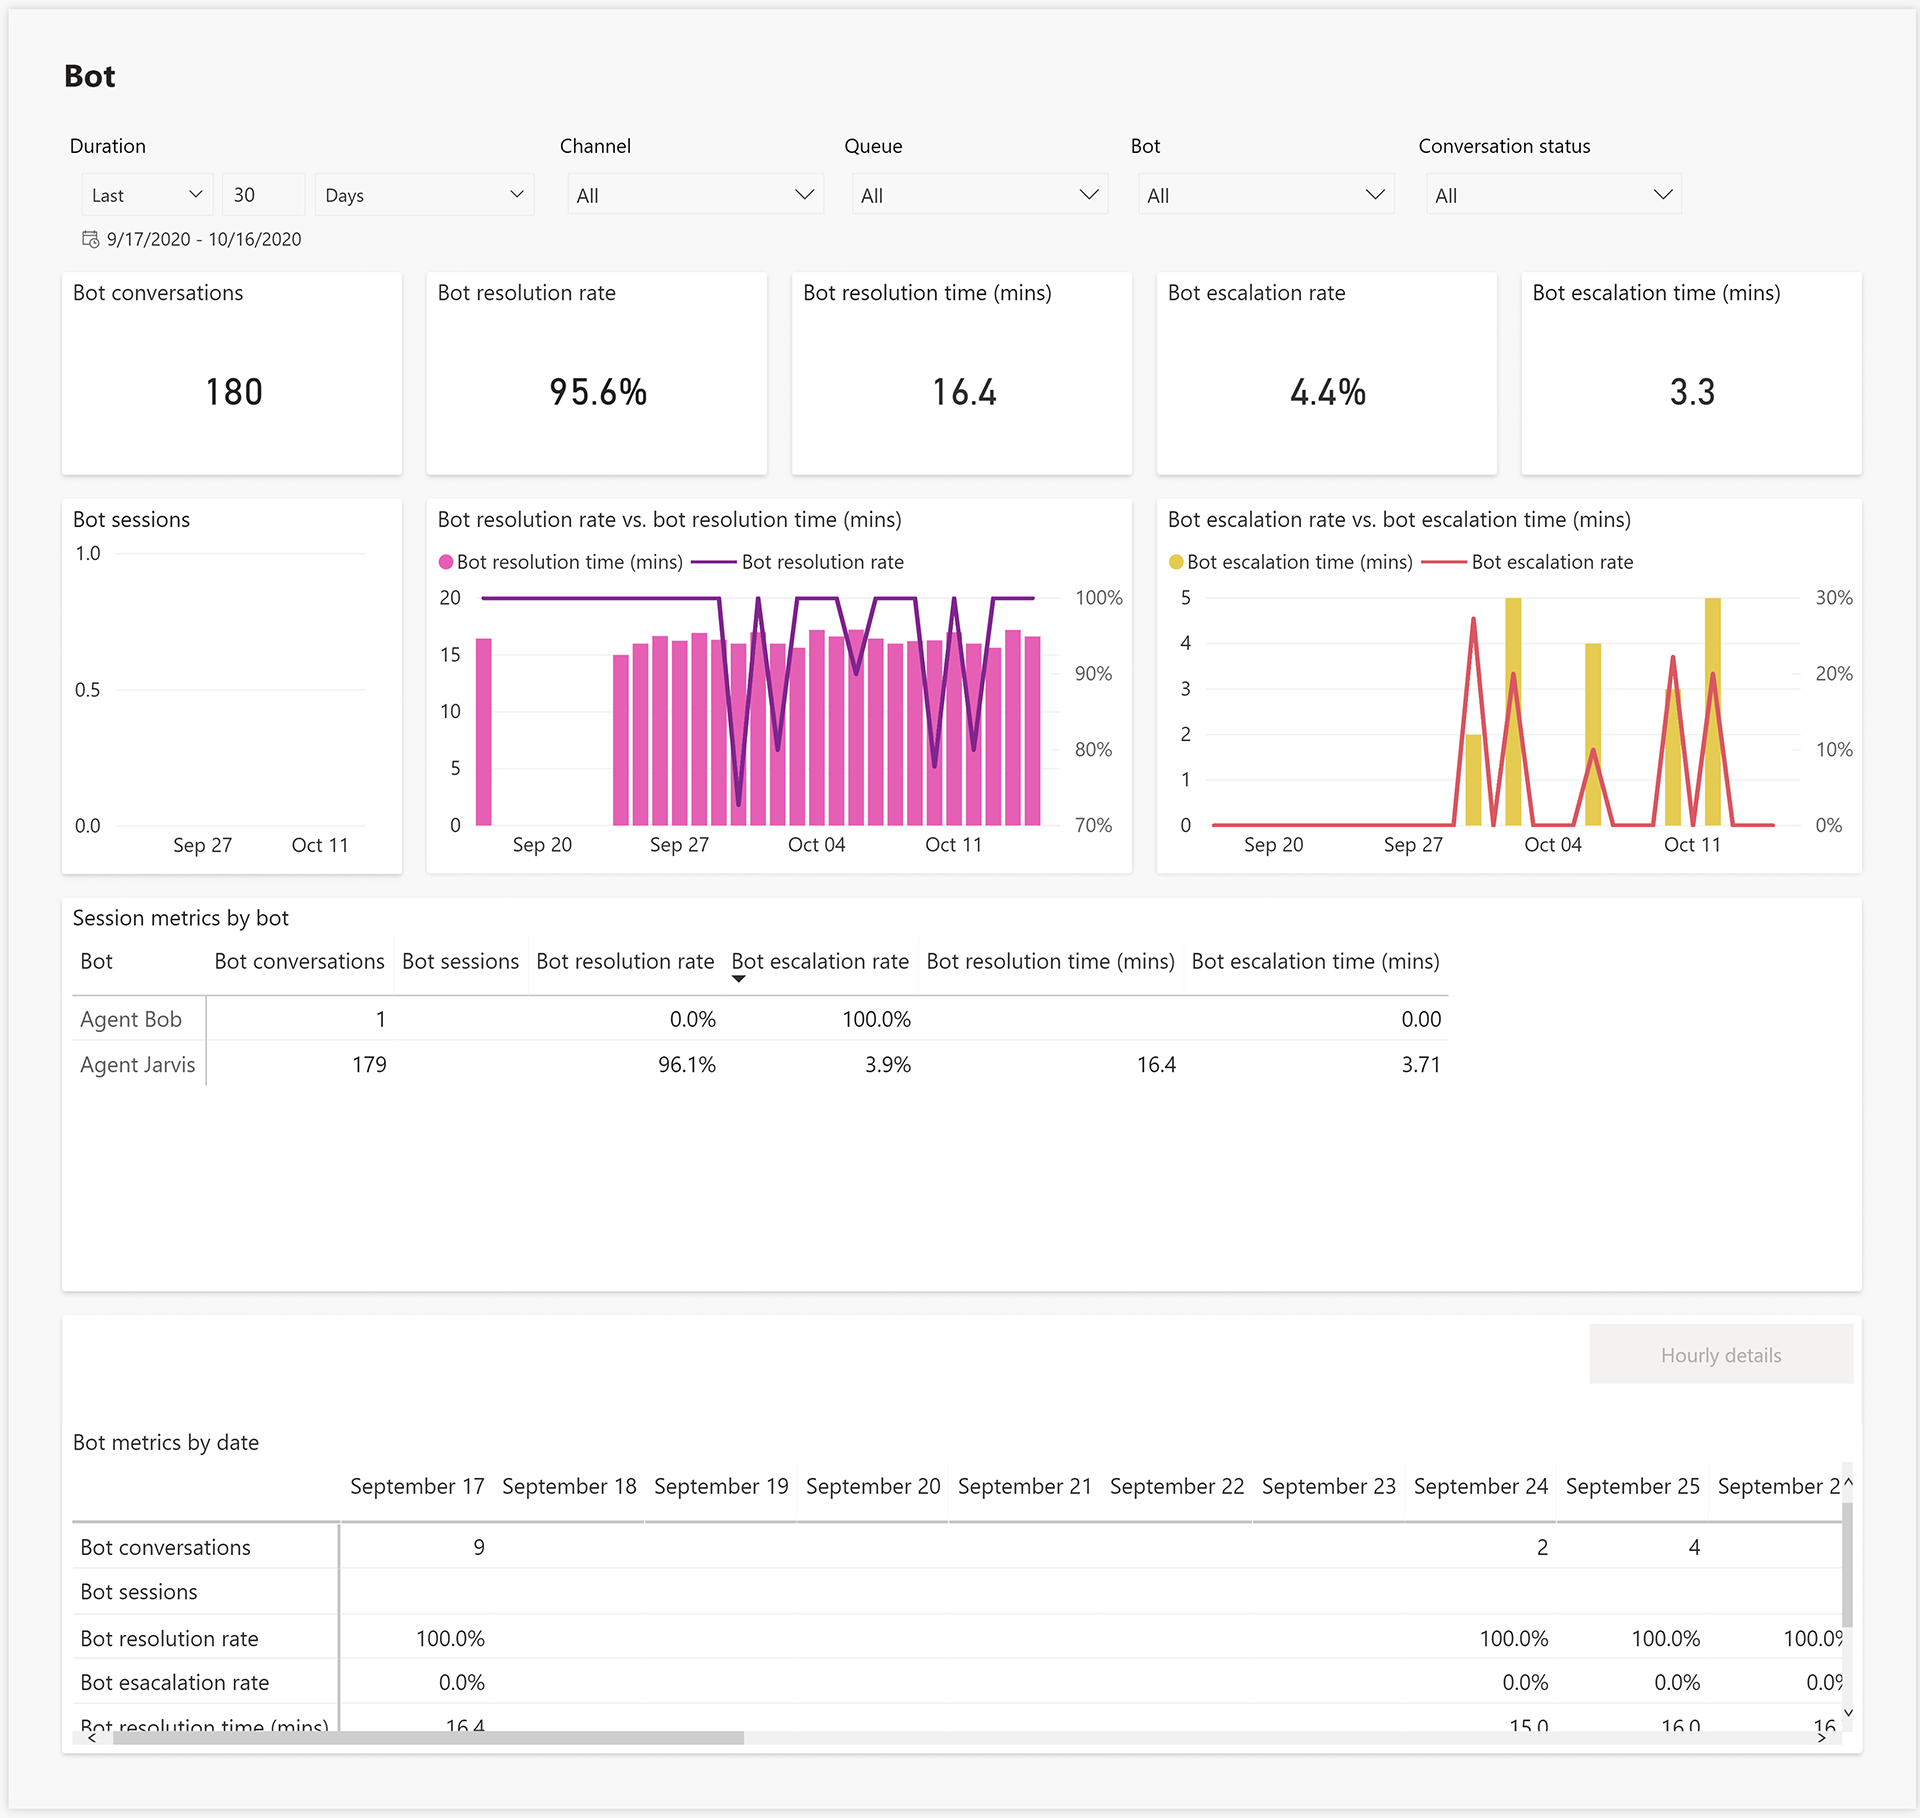 Bot
Duration Channel Queue Bot Conversation status
Last 30 Days All All All All
9/17/2020 - 10/16/2020
Bot conversations Bot resolution rate Bot resolution time (mins) Bot escalation rate Bot escalation time (mins)
180 95.6% 16.4 4.4% 3.3
Bot sessions
1.0
0.5
0.0
Sep 27 Oct 11
Bot resolution rate vs. bot resolution time (mins)
Bot resolution time (mins) Bot resolution rate
20 100%
15
90%
10
80%
5
0 70%
Sep 20 Sep 27 Oct 04 Oct 11
Bot escalation rate vs. bot escalation time (mins)
Bot escalation time (mins) Bot escalation rate
5 30%
4
20%
3
2
10%
1
0 0%
Sep 20 Sep 27 Oct 04 Oct 11
Session metrics by bot
Bot Bot conversations Bot sessions Bot resolution rate Bot escalation rate Bot resolution time (mins) Bot escalation time (mins)
Agent Bob 1 0.0% 100.0% 0.00
Agent Jarvis 179 96.1% 3.9% 16.4 3.71
Hourly details
Bot metrics by date
September 17 September 18 September 19 September 20 September 21 September 22 September 23 September 24 September 25 September 2
Bot conversations 9 2 4
Bot sessions
Bot resolution rate 100.0% 100.0% 100.0% 100.0%
Bot esacalation rate 0.0% 0.0% 0.0% 0.0%
Bot resolution time (mins) 16.4 15.0 16.0 16